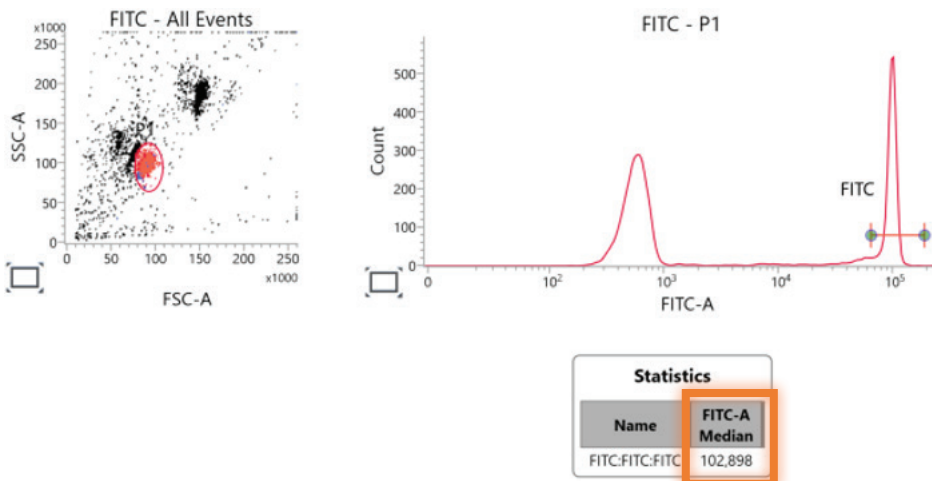 FITC - All Events
x1000
250
200
150
100
50
0
SSC-A
P1
0 50 100 150 200 250
x1000
FSC-A
FITC - P1
500
400
300
200
100
0
Count
FITC
0 10² 10³ 10⁴ 10⁵
FITC-A
Statistics
Name FITC-A Median
FITC:FITC:FITC 102,898